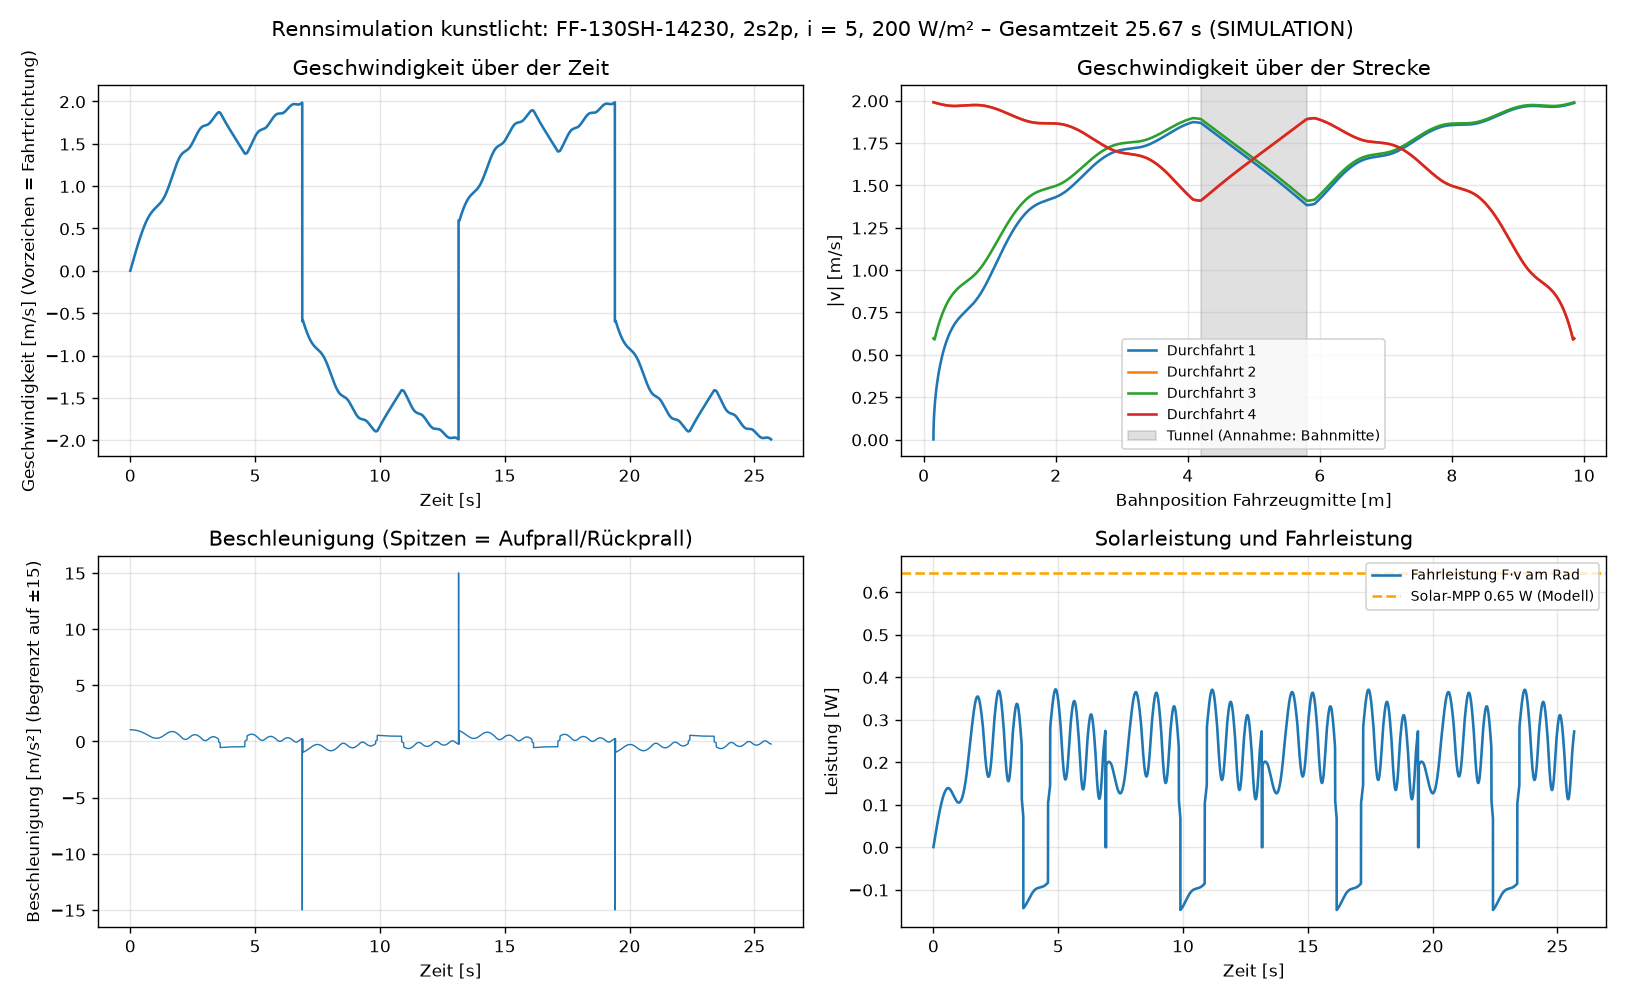 Rennsimulation kunstlicht: FF-130SH-14230, 2s2p, i = 5, 200 W/m² – Gesamtzeit 25.67 s (SIMULATION)
Geschwindigkeit über der Zeit
Geschwindigkeit [m/s] (Vorzeichen = Fahrtrichtung)
2.0
1.5
1.0
0.5
0.0
−0.5
−1.0
−1.5
−2.0
0 5 10 15 20 25
Zeit [s]
Geschwindigkeit über der Strecke
|v| [m/s]
2.00
1.75
1.50
1.25
1.00
0.75
0.50
0.25
0.00
Durchfahrt 1
Durchfahrt 2
Durchfahrt 3
Durchfahrt 4
Tunnel (Annahme: Bahnmitte)
0 2 4 6 8 10
Bahnposition Fahrzeugmitte [m]
Beschleunigung (Spitzen = Aufprall/Rückprall)
Beschleunigung [m/s²] (begrenzt auf ±15)
15
10
5
0
−5
−10
−15
0 5 10 15 20 25
Zeit [s]
Solarleistung und Fahrleistung
Leistung [W]
0.6
0.5
0.4
0.3
0.2
0.1
0.0
−0.1
Fahrleistung F·v am Rad
Solar-MPP 0.65 W (Modell)
0 5 10 15 20 25
Zeit [s]